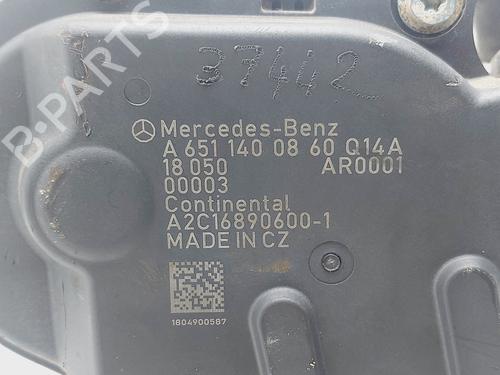 37442
B-PARTS
Mercedes-Benz
A 651 140 08 60 Q14A
18 050 AR0001
00003
Continental
A2C16890600-1
MADE IN CZ
1804900587